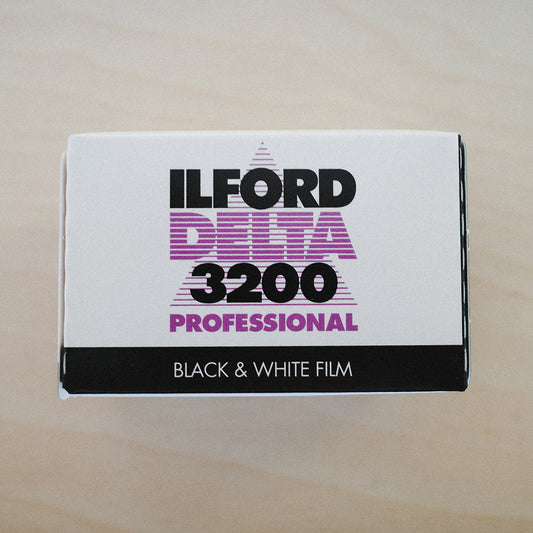 ILFORD
DELTA
3200
PROFESSIONAL
BLACK & WHITE FILM